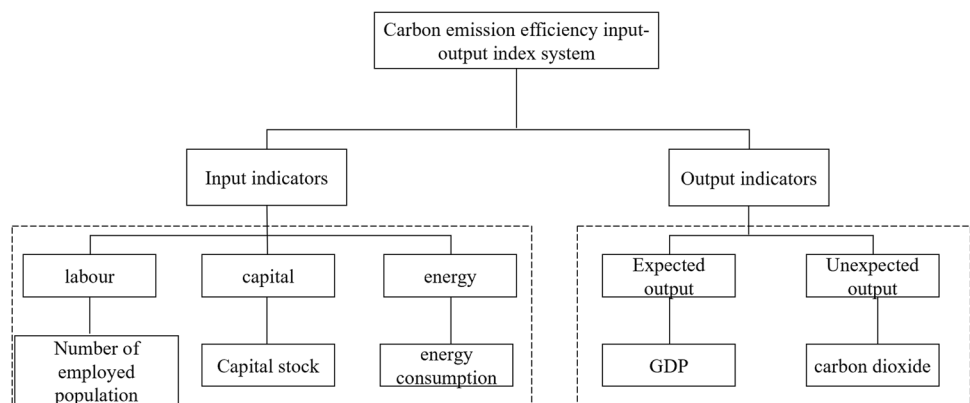 Carbon emission efficiency input-
output index system
Input indicators
Output indicators
labour
capital
energy
Expected
output
Unexpected
output
Number of
employed
population
Capital stock
energy
consumption
GDP
carbon dioxide